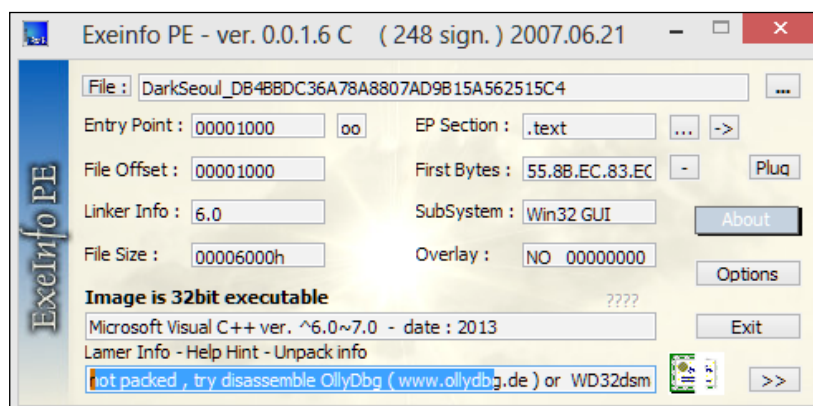 Exeinfo PE - ver. 0.0.1.6 C ( 248 sign. ) 2007.06.21
File : DarkSeoul_DB4BBDC36A78A8807AD9B15A562515C4 ...
Entry Point : 00001000 oo EP Section : .text ... ->
File Offset : 00001000 First Bytes : 55.8B.EC.83.EC - Plug
Linker Info : 6.0 SubSystem : Win32 GUI About
File Size : 00006000h Overlay : NO 00000000 Options
Image is 32bit executable ????
Microsoft Visual C++ ver. ^6.0~7.0 - date : 2013 Exit
Lamer Info - Help Hint - Unpack info
not packed , try disassemble OllyDbg ( www.ollydbg.de ) or WD32dsm >>
ExeInfo PE